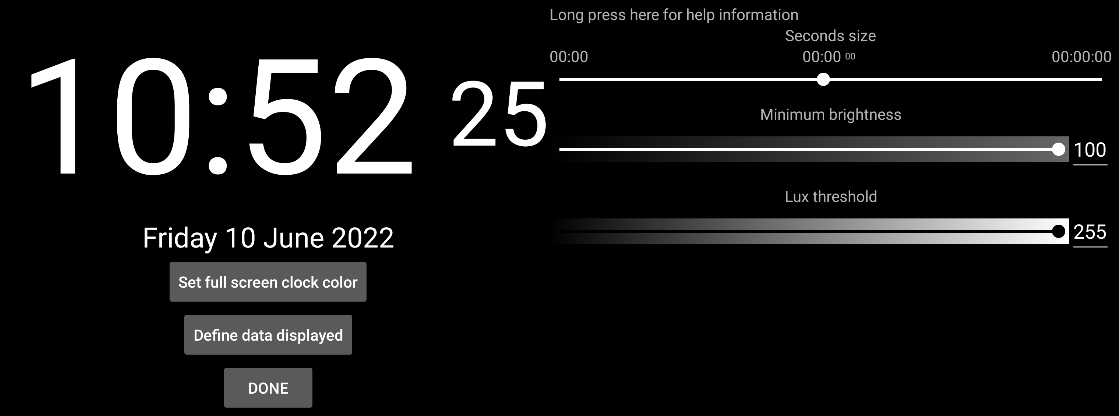 10:52 25
Friday 10 June 2022
Set full screen clock color
Define data displayed
DONE
Long press here for help information
Seconds size
00:00 00:00 00 00:00:00
Minimum brightness
100
Lux threshold
255